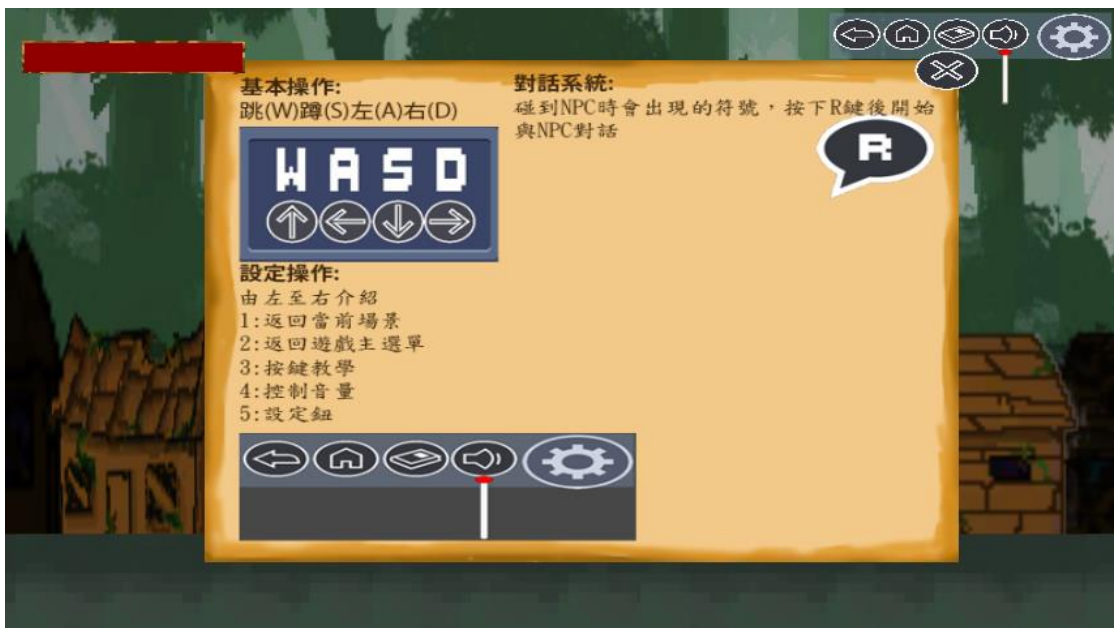 基本操作:
跳(W)蹲(S)左(A)右(D)
W A S D
設定操作:
由左至右介紹
1:返回當前場景
2:返回遊戲主選單
3:按鍵教學
4:控制音量
5:設定鈕
對話系統:
碰到NPC時會出現的符號，按下R鍵後開始
與NPC對話
R